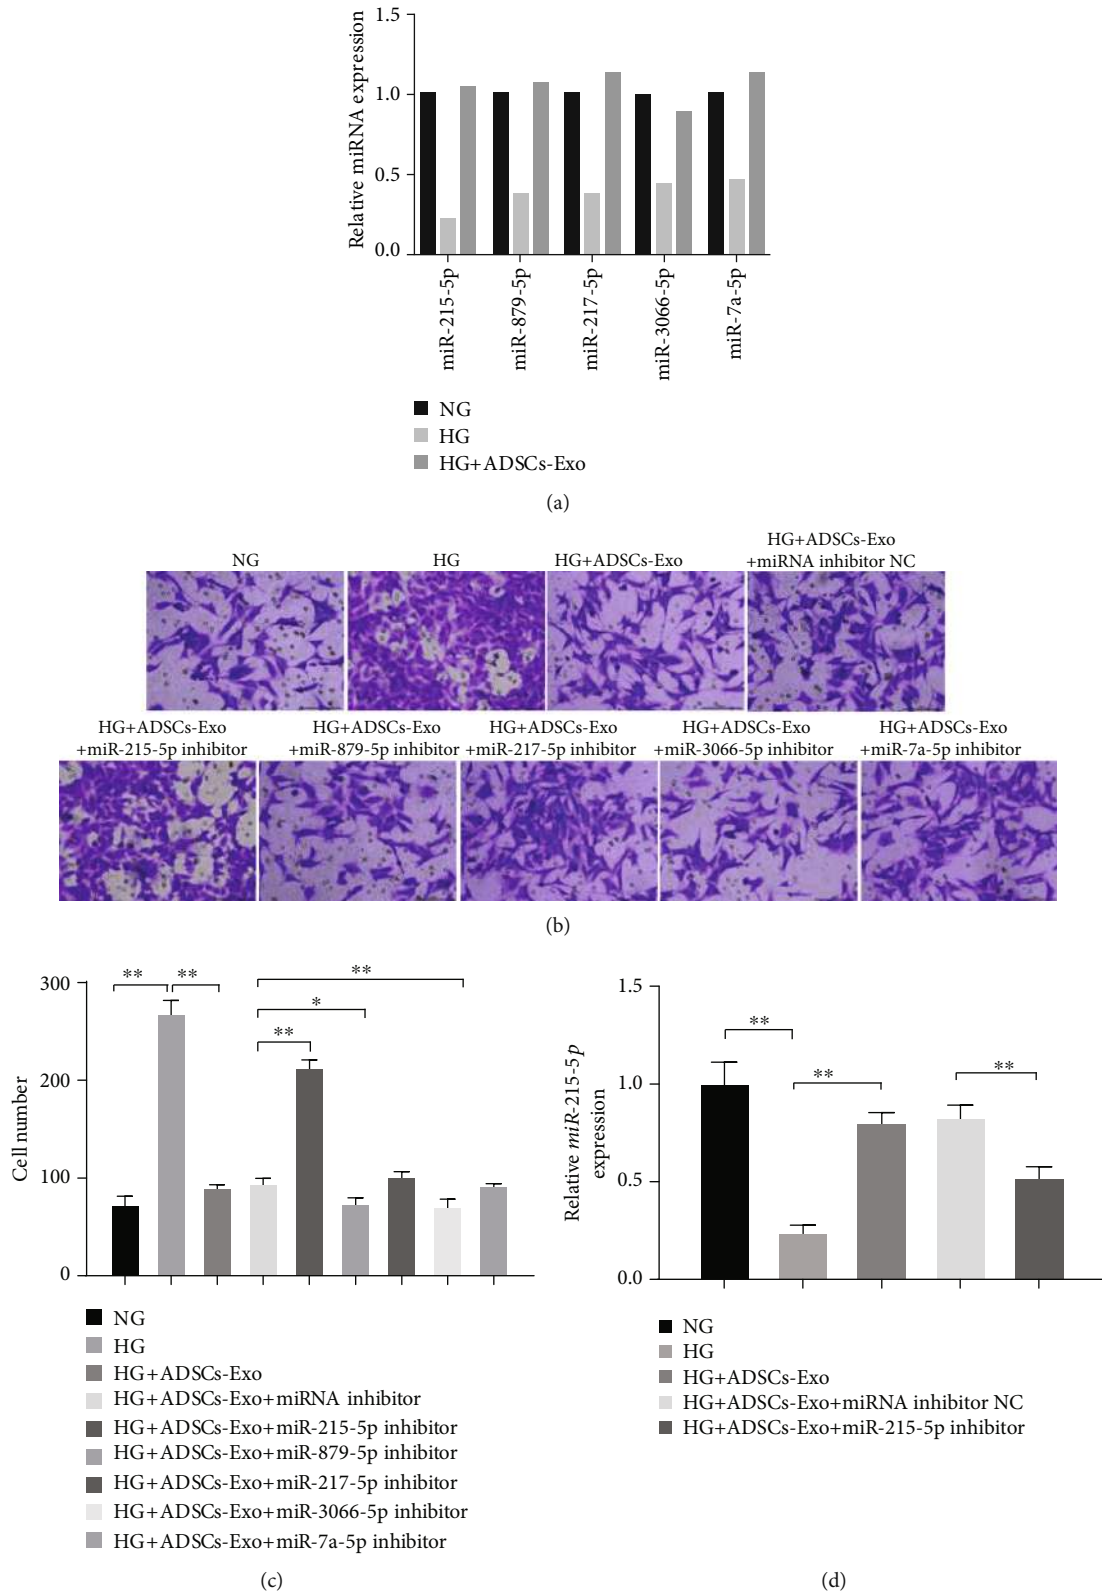 1.5
1.0
0.5
0.0
Relative miRNA expression
miR-215-5p
miR-879-5p
miR-217-5p
miR-3066-5p
miR-7a-5p
NG
HG
HG+ADSCs-Exo
(a)
NG
HG
HG+ADSCs-Exo
HG+ADSCs-Exo
+miRNA inhibitor NC
HG+ADSCs-Exo
+miR-215-5p inhibitor
HG+ADSCs-Exo
+miR-879-5p inhibitor
HG+ADSCs-Exo
+miR-217-5p inhibitor
HG+ADSCs-Exo
+miR-3066-5p inhibitor
HG+ADSCs-Exo
+miR-7a-5p inhibitor
(b)
300
200
100
0
Cell number
**
**
**
*
**
NG
HG
HG+ADSCs-Exo
HG+ADSCs-Exo+miRNA inhibitor
HG+ADSCs-Exo+miR-215-5p inhibitor
HG+ADSCs-Exo+miR-879-5p inhibitor
HG+ADSCs-Exo+miR-217-5p inhibitor
HG+ADSCs-Exo+miR-3066-5p inhibitor
HG+ADSCs-Exo+miR-7a-5p inhibitor
(c)
1.5
1.0
0.5
0.0
Relative miR-215-5p
expression
**
**
**
NG
HG
HG+ADSCs-Exo
HG+ADSCs-Exo+miRNA inhibitor NC
HG+ADSCs-Exo+miR-215-5p inhibitor
(d)